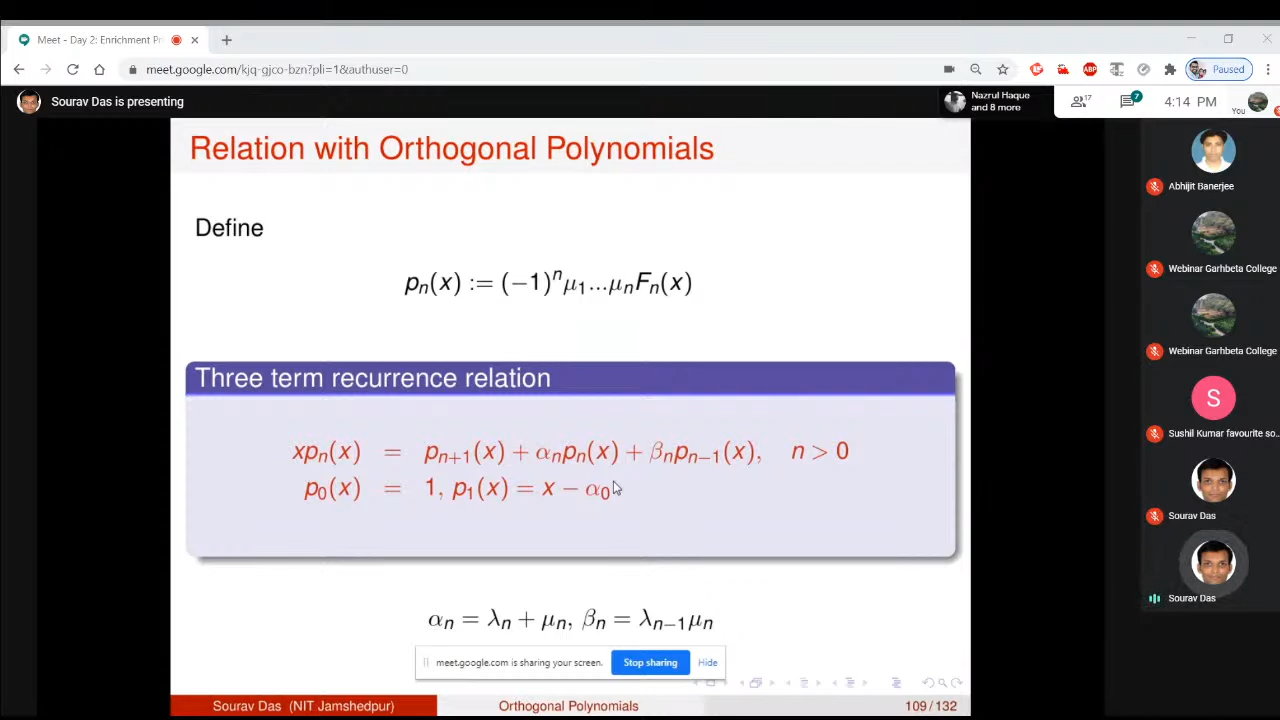 Meet - Day 2: Enrichment Pr
meet.google.com/kjq-gjco-bzn?pli=1&authuser=0
ABP
Paused
Sourav Das is presenting
Nazrul Haque
and 8 more
17
7
4:14 PM
You
Relation with Orthogonal Polynomials
Define
pₙ(x) := (−1)ⁿμ₁...μₙFₙ(x)
Three term recurrence relation
xpₙ(x) = pₙ₊₁(x) + αₙpₙ(x) + βₙpₙ₋₁(x), n > 0
p₀(x) = 1, p₁(x) = x − α₀
αₙ = λₙ + μₙ, βₙ = λₙ₋₁μₙ
meet.google.com is sharing your screen.
Stop sharing
Hide
Sourav Das (NIT Jamshedpur)
Orthogonal Polynomials
109/132
Abhijit Banerjee
Webinar Garhbeta College
Webinar Garhbeta College
S
Sushil Kumar favourite so...
Sourav Das
Sourav Das